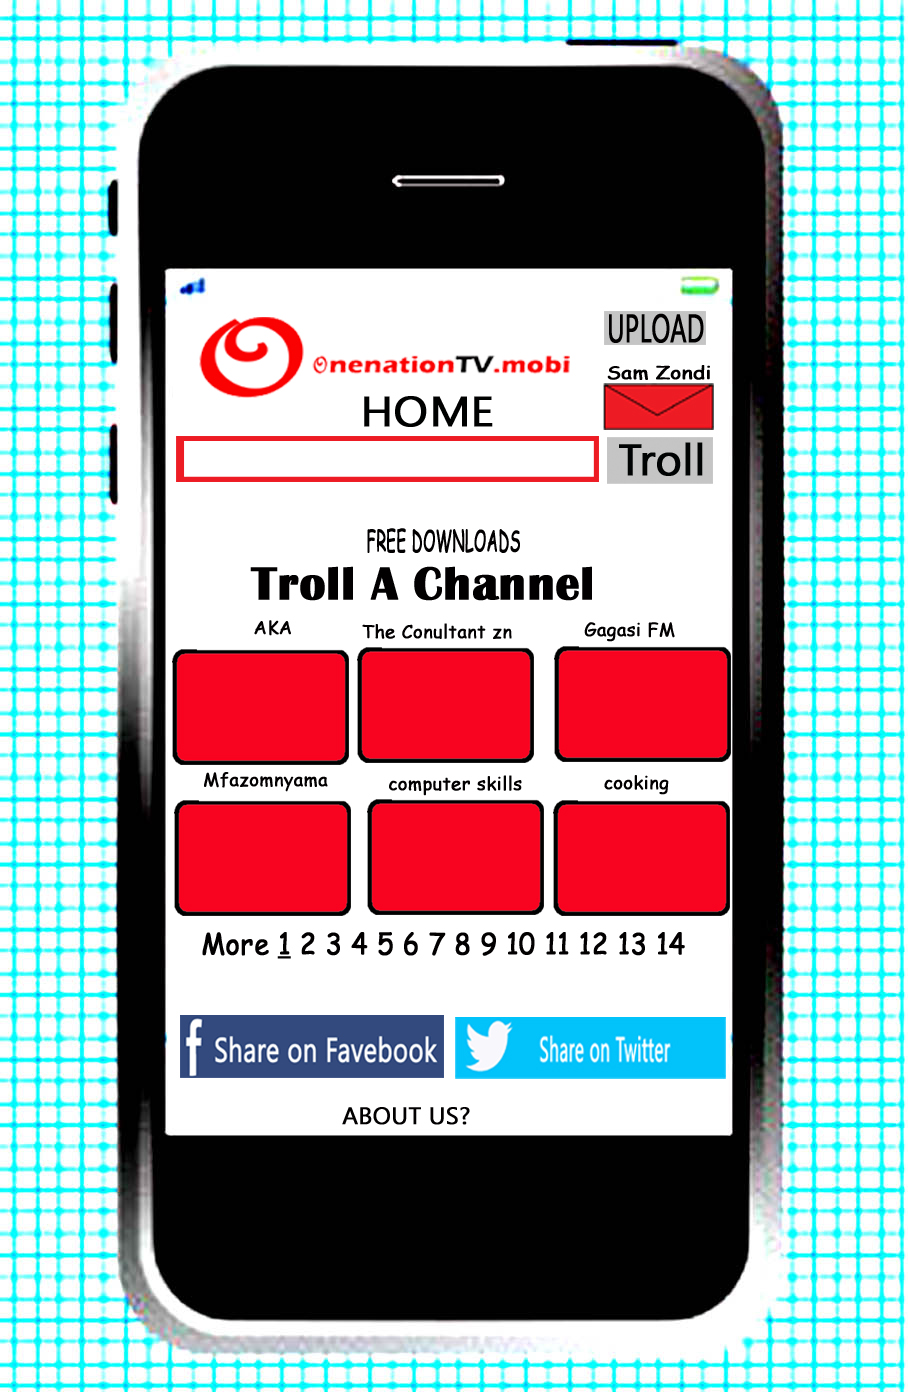 UPLOAD
OnenationTV.mobi
Sam Zondi
HOME
Troll
FREE DOWNLOADS
Troll A Channel
AKA
The Conultant zn
Gagasi FM
Mfazomnyama
computer skills
cooking
More 1 2 3 4 5 6 7 8 9 10 11 12 13 14
f Share on Favebook
Share on Twitter
ABOUT US?